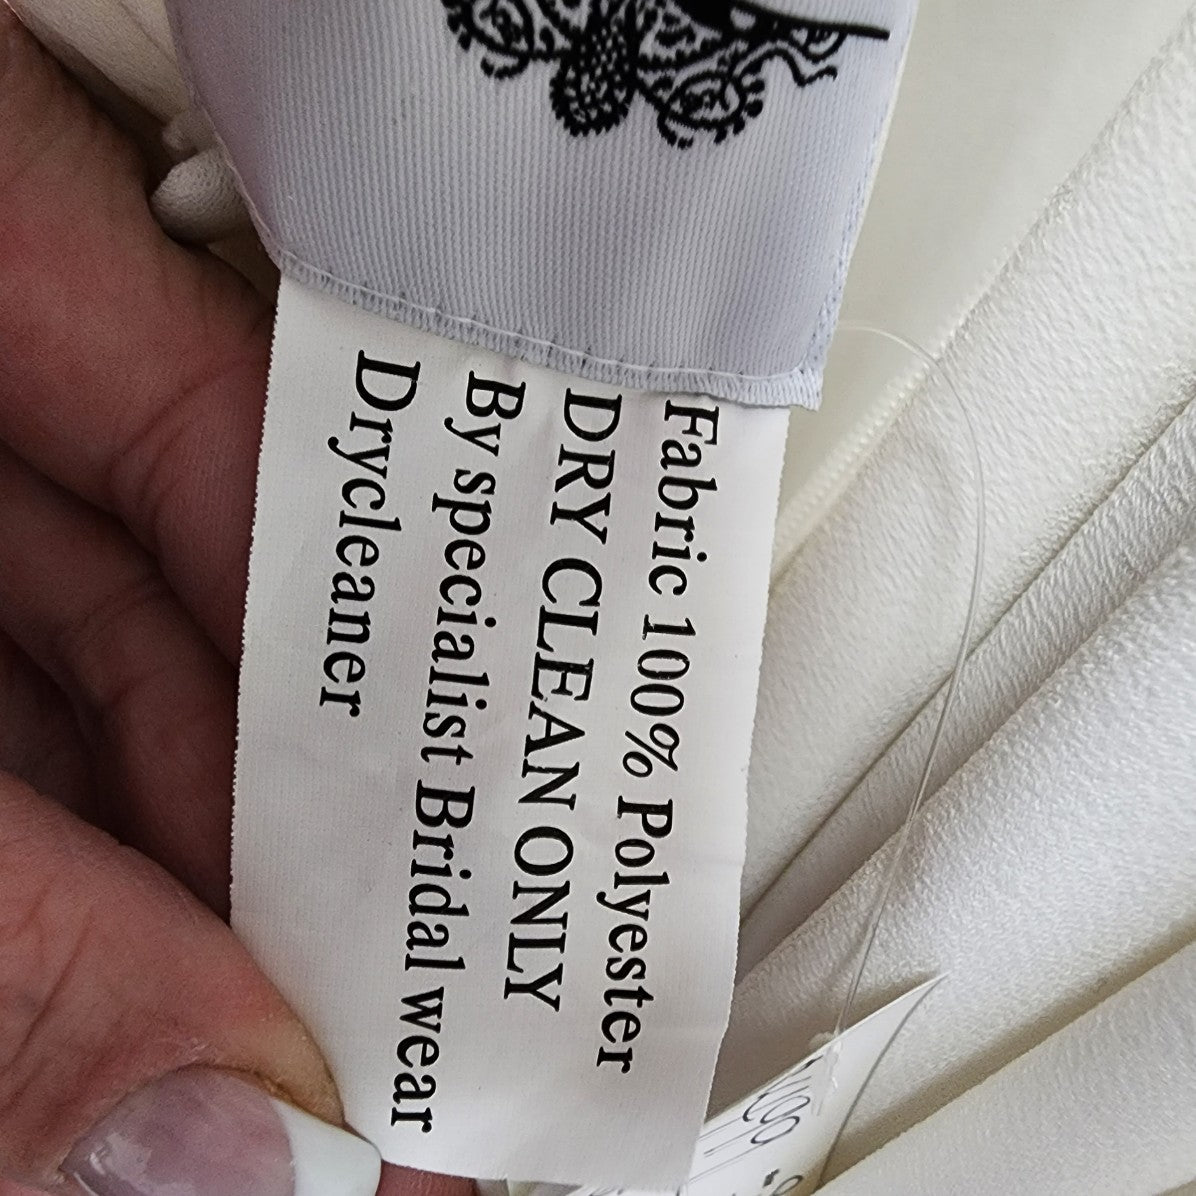 Fabric 100% Polyester
DRY CLEAN ONLY
By specialist Bridal wear
Drycleaner